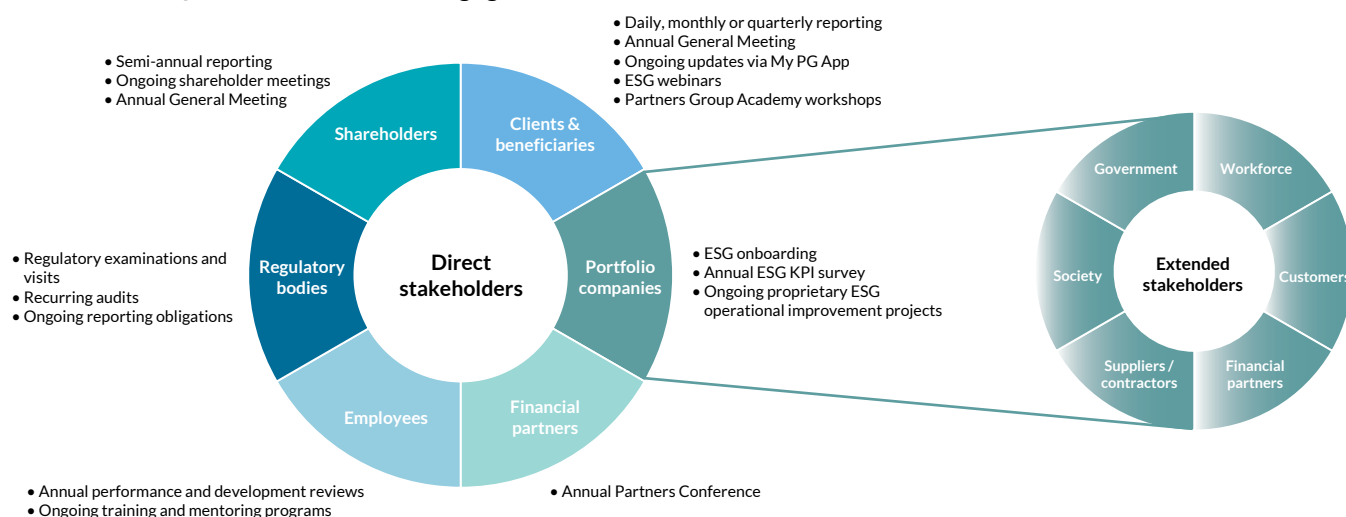 • Daily, monthly or quarterly reporting
• Annual General Meeting
• Ongoing updates via My PG App
• ESG webinars
• Partners Group Academy workshops
• Semi-annual reporting
• Ongoing shareholder meetings
• Annual General Meeting
Shareholders
Clients &
beneficiaries
• Regulatory examinations and
visits
• Recurring audits
• Ongoing reporting obligations
Regulatory
bodies
Direct
stakeholders
Portfolio
companies
• ESG onboarding
• Annual ESG KPI survey
• Ongoing proprietary ESG
operational improvement projects
Employees
Financial
partners
• Annual performance and development reviews
• Ongoing training and mentoring programs
• Annual Partners Conference
Government
Workforce
Society
Extended
stakeholders
Customers
Suppliers /
contractors
Financial
partners